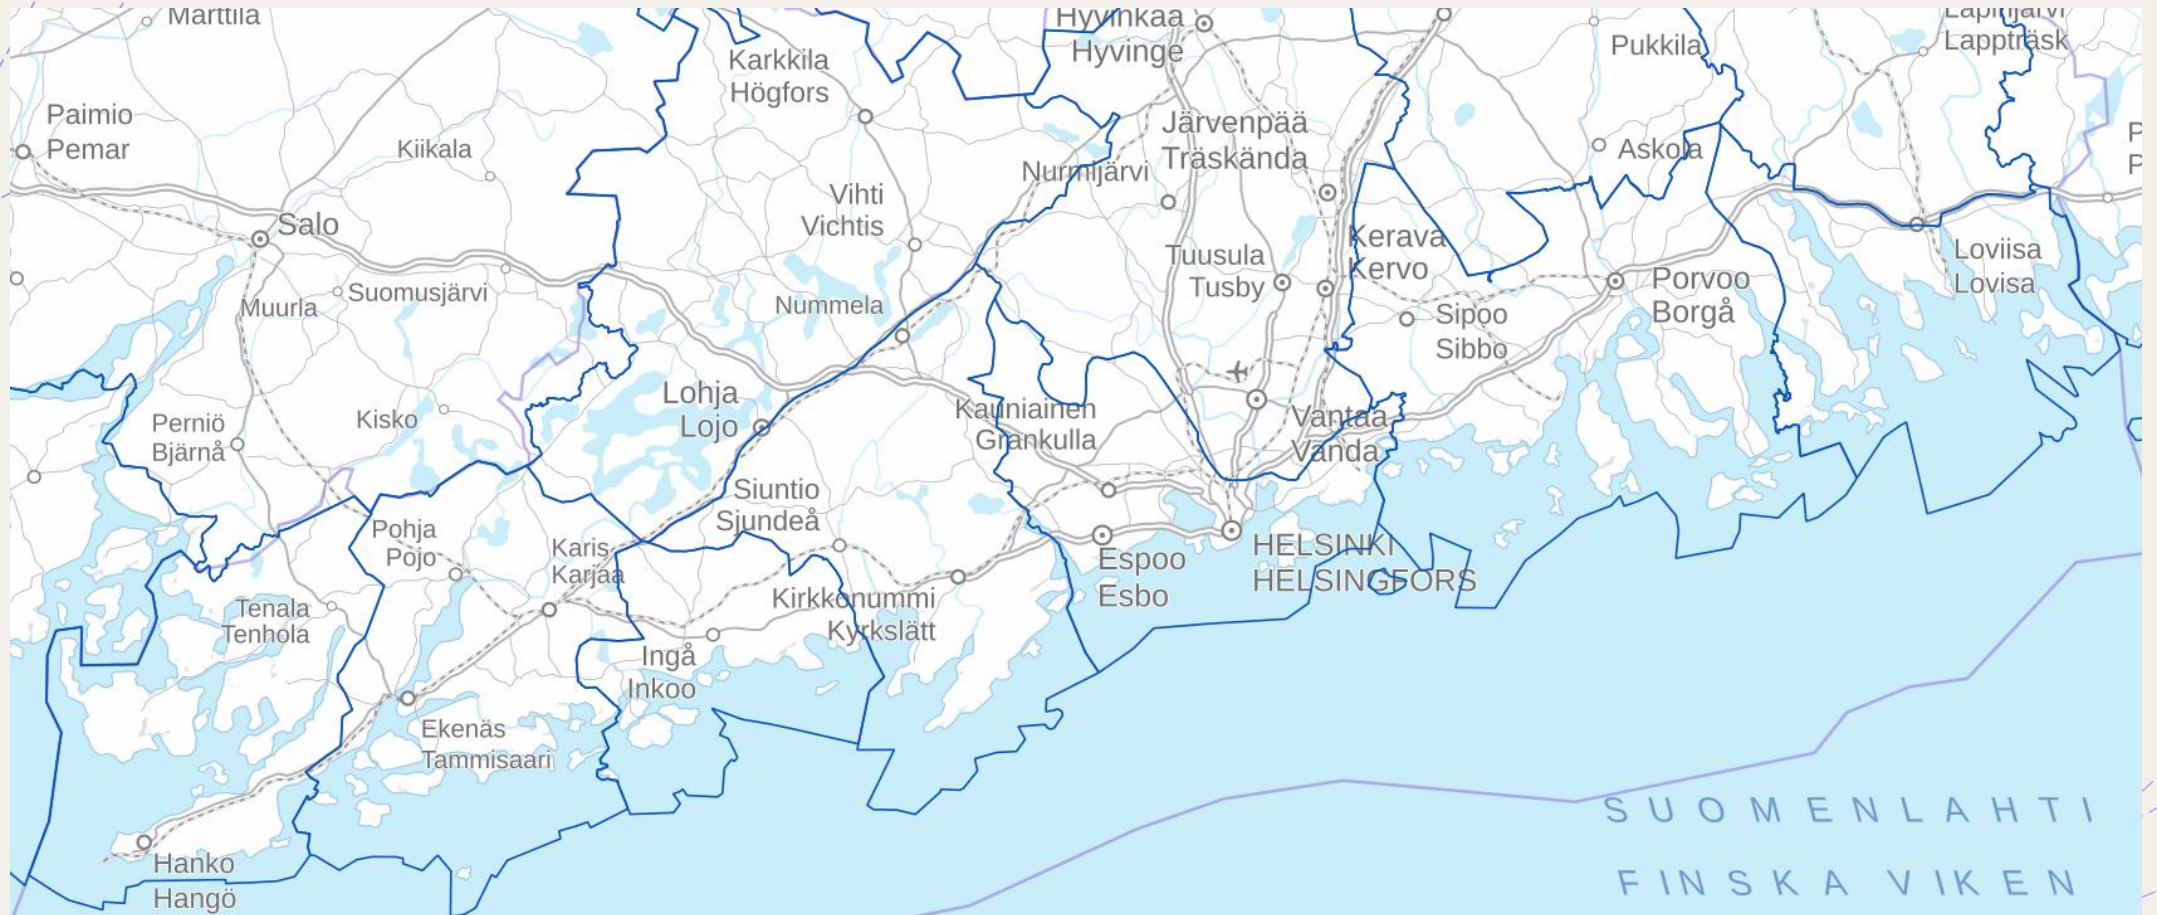 Marttila
Hyvinkää
Hyvinge
Lapinjärvi
Lappträsk
Pukkila
Karkkila
Högfors
Paimio
Pemar
Kiikala
Järvenpää
Träskända
Askola
P
P
Nurmijärvi
Vihti
Vichtis
Salo
Kerava
Kervo
Tuusula
Tusby
Loviisa
Lovisa
Porvoo
Borgå
Muurla
Suomusjärvi
Nummela
Sipoo
Sibbo
Lohja
Lojo
Kauniainen
Grankulla
Vantaa
Vanda
Perniö
Bjärnå
Kisko
Siuntio
Sjundeå
Pohja
Pojo
Karis
Karjaa
Espoo
Esbo
HELSINKI
HELSINGFORS
Tenala
Tenhola
Kirkkonummi
Kyrkslätt
Ingå
Inkoo
Ekenäs
Tammisaari
SUOMENLAHTI
FINSKA VIKEN
Hanko
Hangö